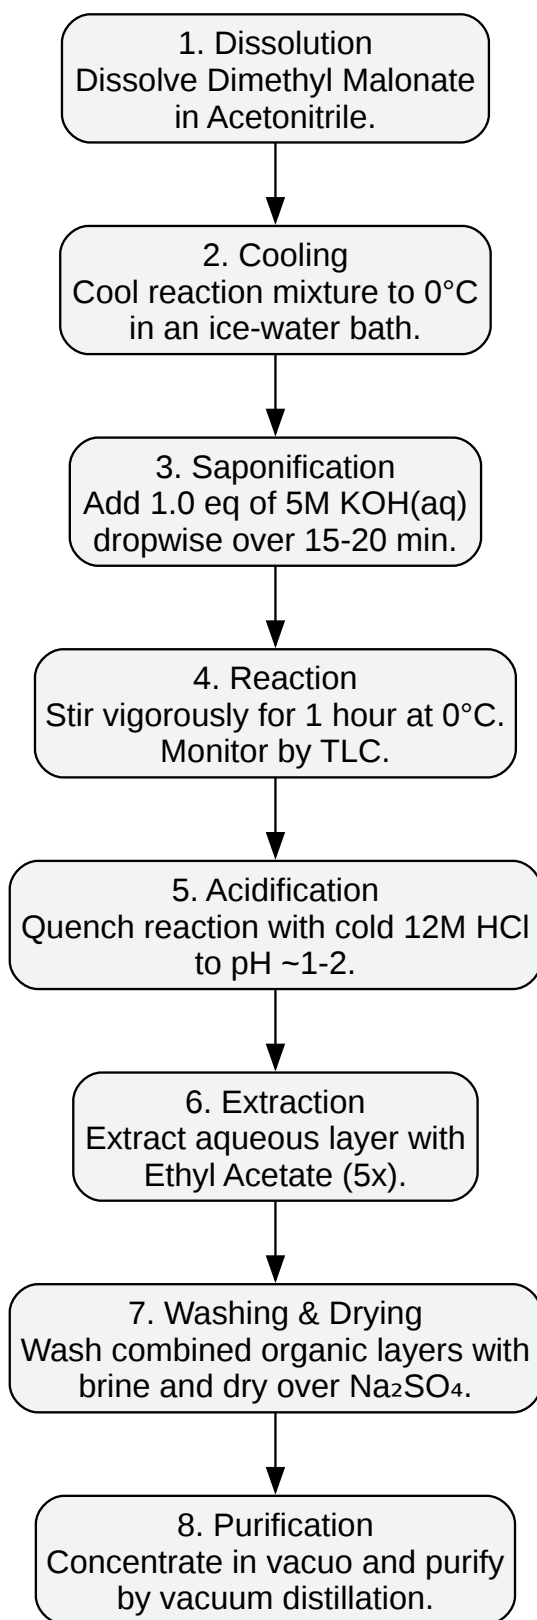 1. Dissolution
Dissolve Dimethyl Malonate
in Acetonitrile.
2. Cooling
Cool reaction mixture to 0°C
in an ice-water bath.
3. Saponification
Add 1.0 eq of 5M KOH(aq)
dropwise over 15-20 min.
4. Reaction
Stir vigorously for 1 hour at 0°C.
Monitor by TLC.
5. Acidification
Quench reaction with cold 12M HCl
to pH ~1-2.
6. Extraction
Extract aqueous layer with
Ethyl Acetate (5x).
7. Washing & Drying
Wash combined organic layers with
brine and dry over Na₂SO₄.
8. Purification
Concentrate in vacuo and purify
by vacuum distillation.